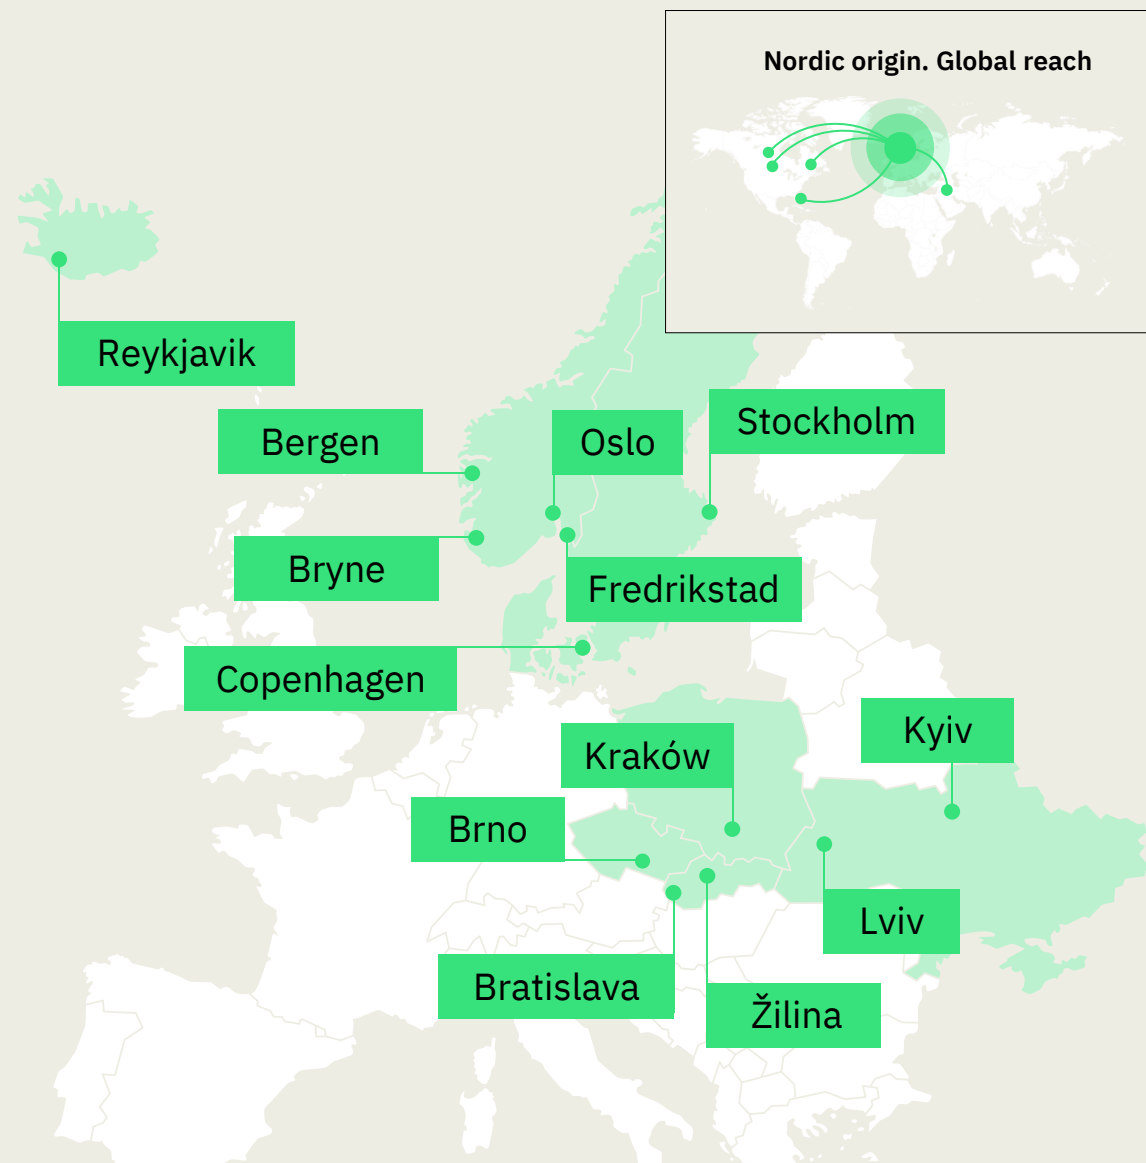 Nordic origin. Global reach
Reykjavik
Bergen
Oslo
Stockholm
Bryne
Fredrikstad
Copenhagen
Kyiv
Kraków
Brno
Lviv
Bratislava
Žilina